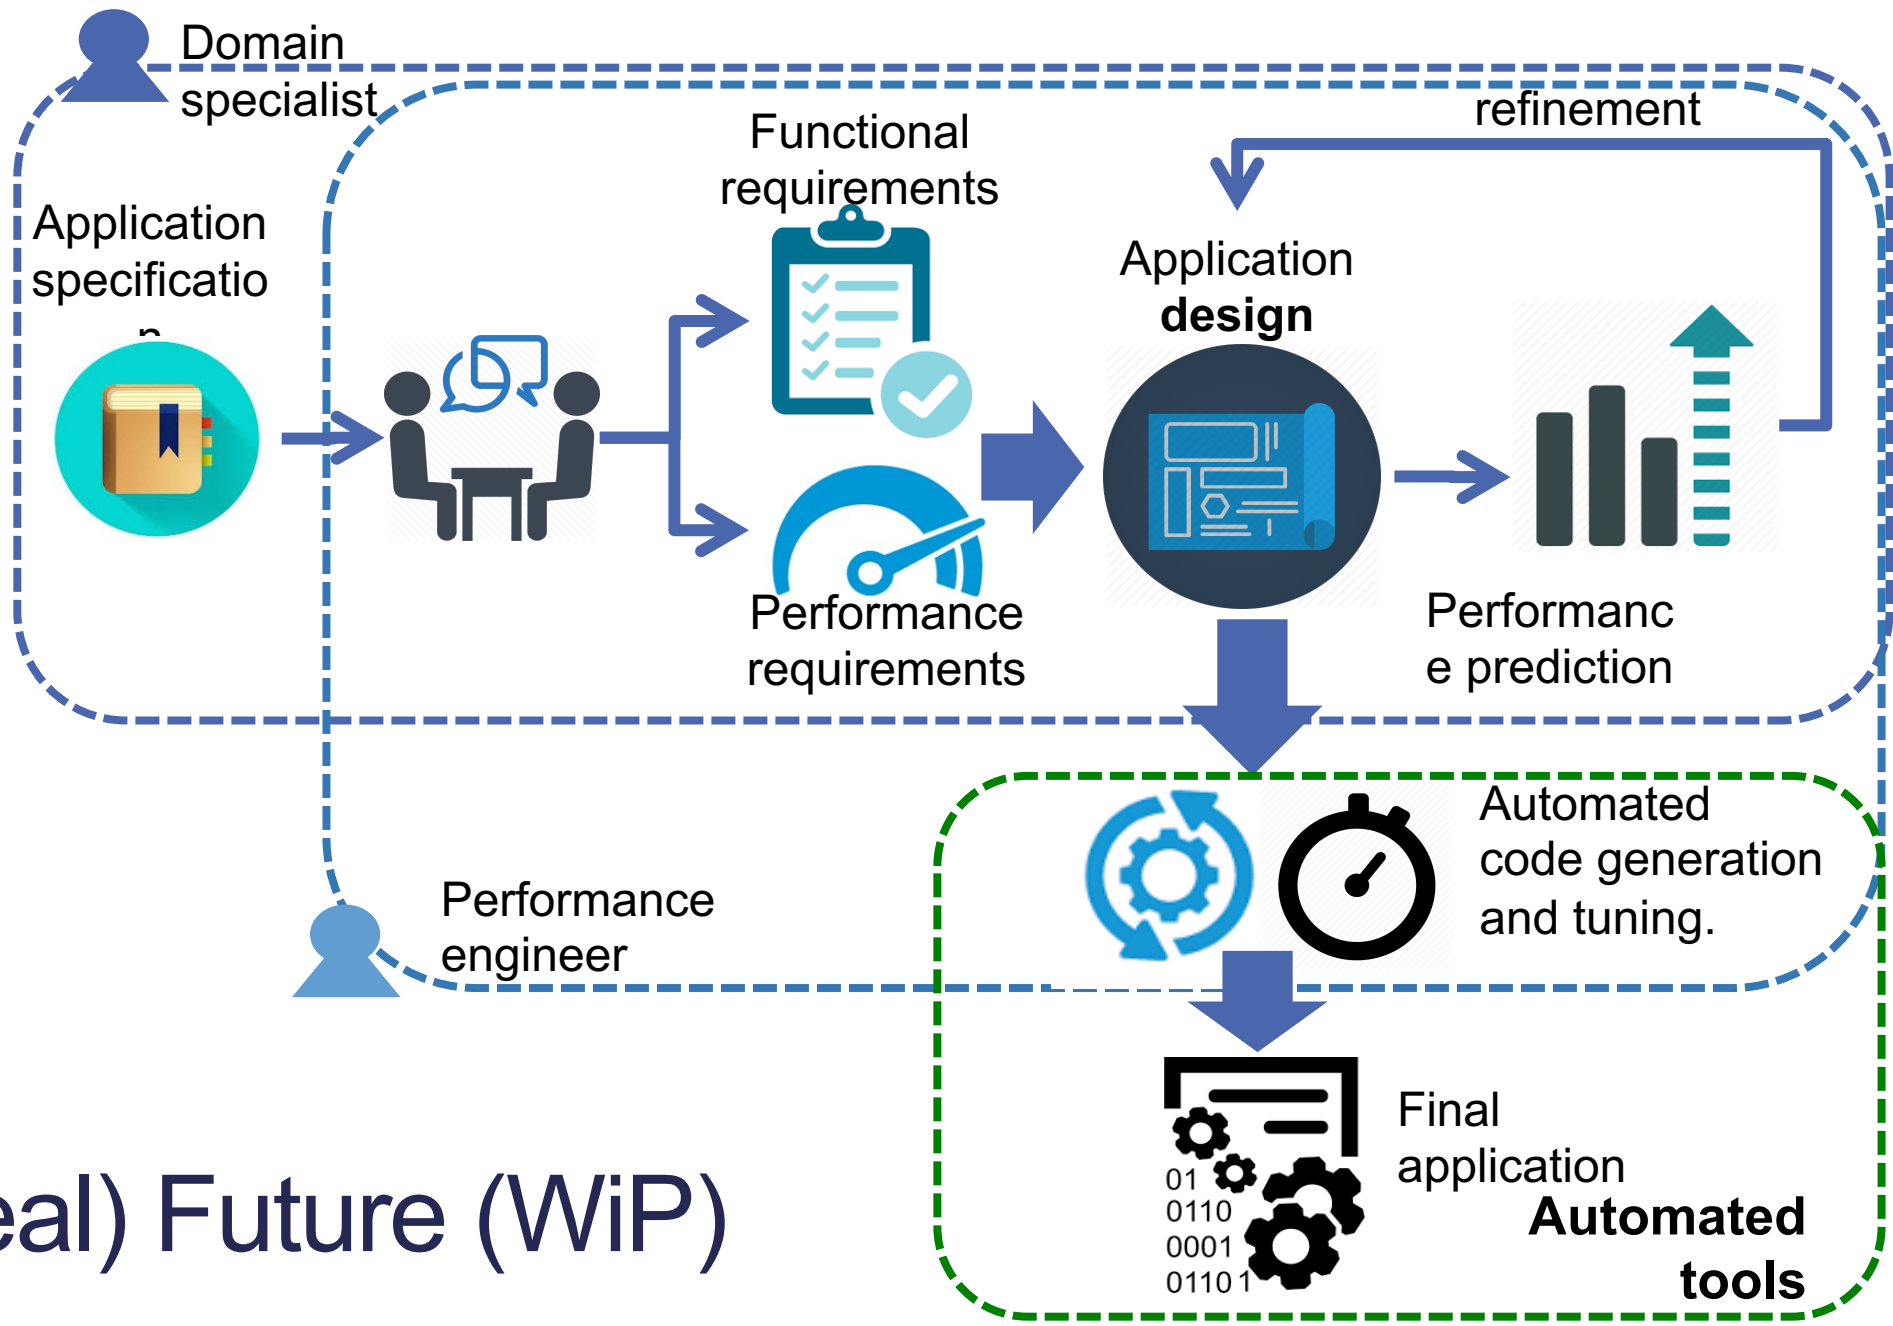 Domain
specialist
refinement
Functional
requirements
Application
specificatio
n
Application
design
Performance
requirements
Performanc
e prediction
Automated
code generation
and tuning.
Performance
engineer
Final
application
01
0110
0001
0110 1
Automated
tools
eal) Future (WiP)